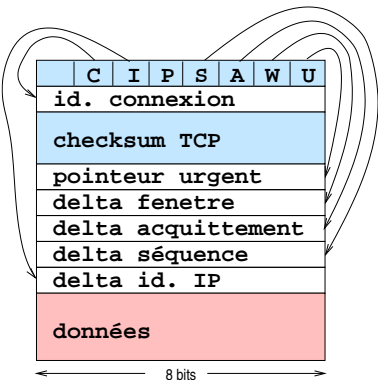 C I P S A W U
id. connexion
checksum TCP
pointeur urgent
delta fenetre
delta acquittement
delta séquence
delta id. IP
données
8 bits